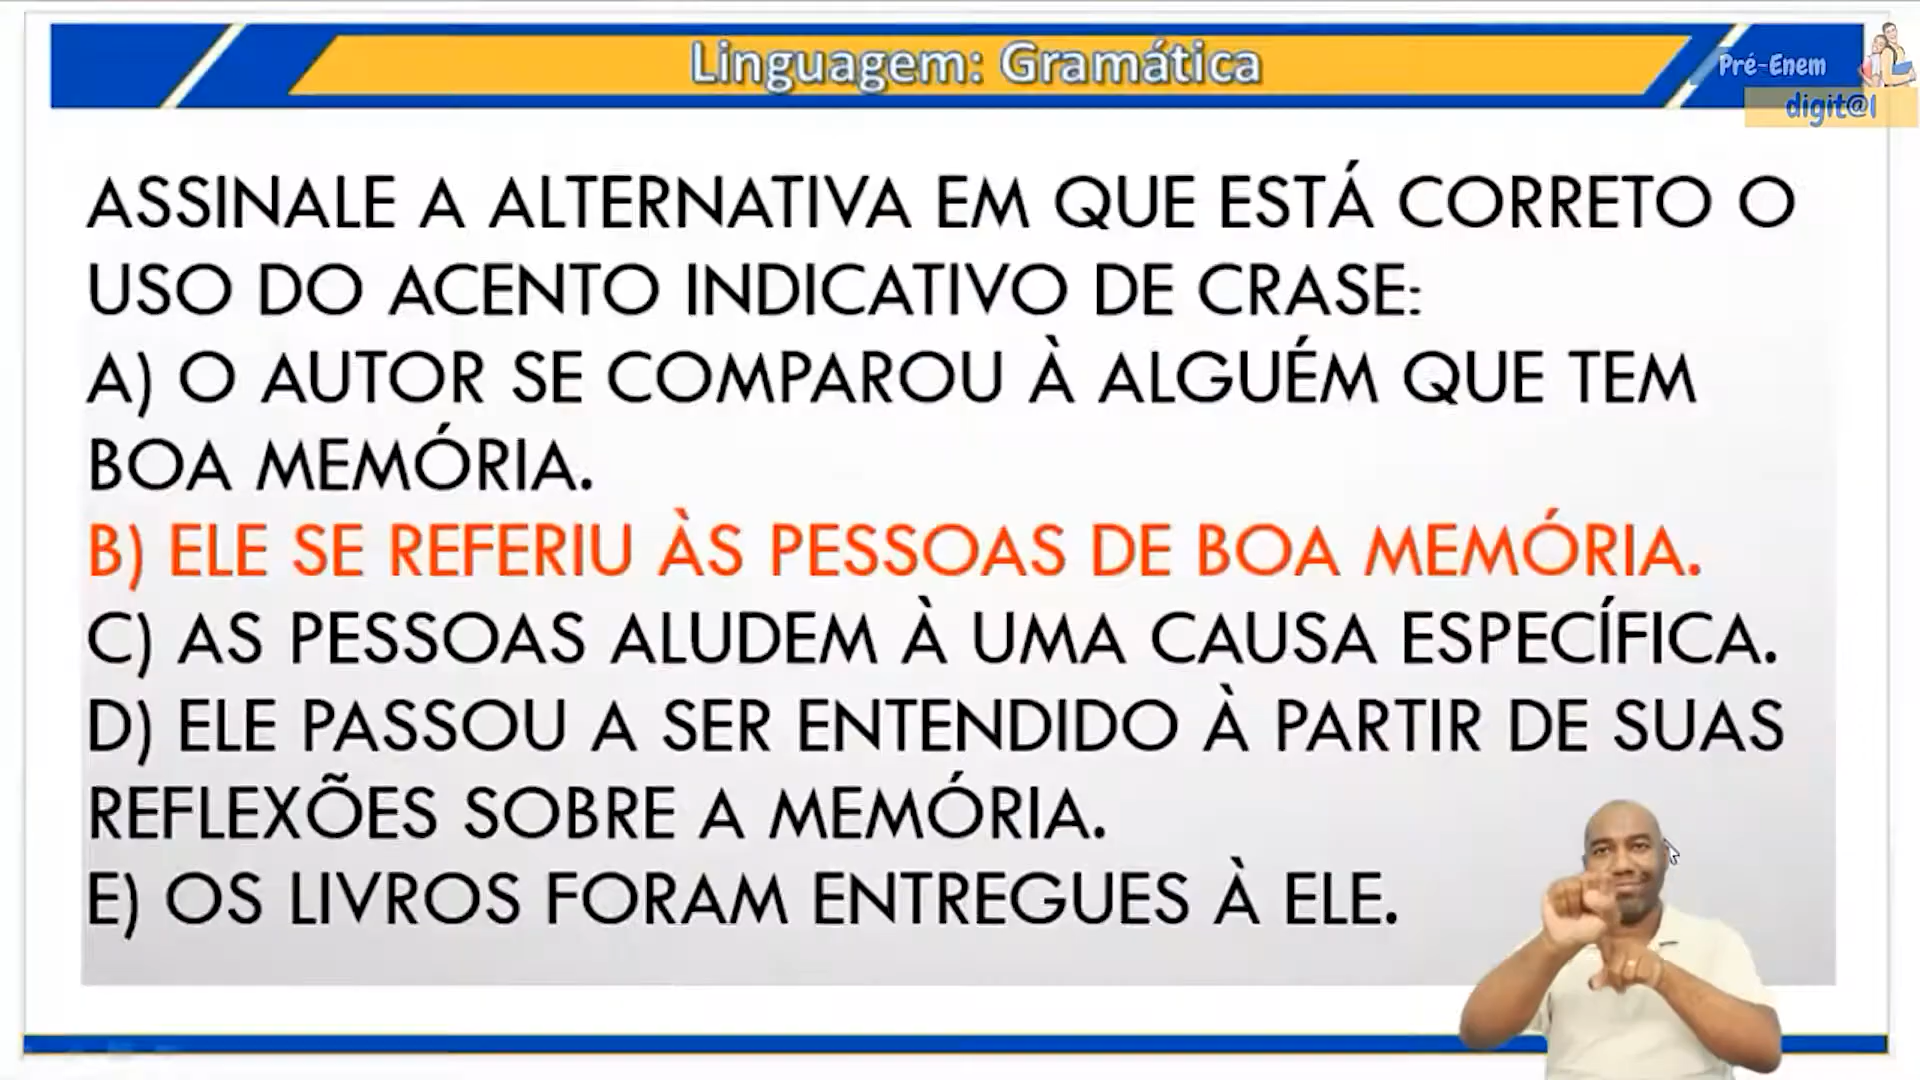 Linguagem: Gramática
Pré-Enem
digit@l
ASSINALE A ALTERNATIVA EM QUE ESTÁ CORRETO O
USO DO ACENTO INDICATIVO DE CRASE:
A) O AUTOR SE COMPAROU À ALGUÉM QUE TEM
BOA MEMÓRIA.
B) ELE SE REFERIU ÀS PESSOAS DE BOA MEMÓRIA.
C) AS PESSOAS ALUDEM À UMA CAUSA ESPECÍFICA.
D) ELE PASSOU A SER ENTENDIDO À PARTIR DE SUAS
REFLEXÕES SOBRE A MEMÓRIA.
E) OS LIVROS FORAM ENTREGUES À ELE.